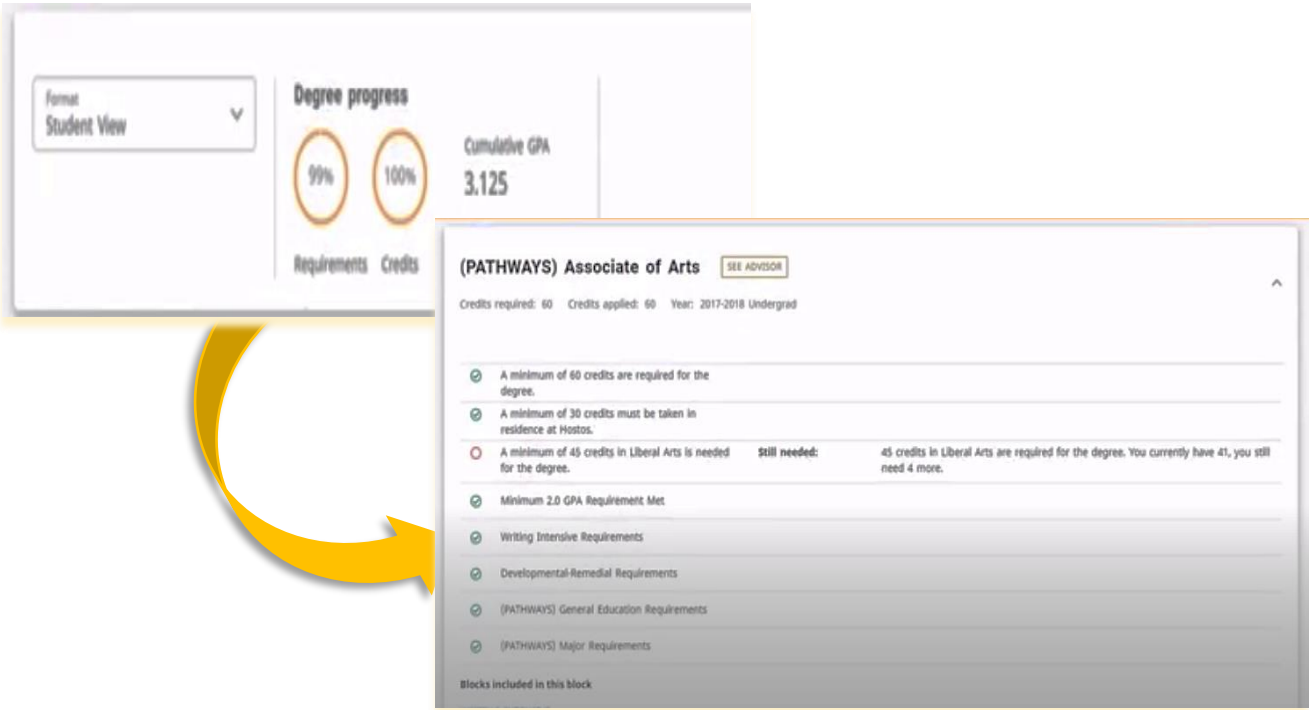 Format
Student View
Degree progress
99%
100%
Cumulative GPA
3.125
Requirements
Credits
(PATHWAYS) Associate of Arts
SEE ADVISOR
Credits required: 60 Credits applied: 60 Year: 2017-2018 Undergrad
A minimum of 60 credits are required for the
degree.
A minimum of 30 credits must be taken in
residence at Hostos.
A minimum of 45 credits in Liberal Arts is needed
for the degree.
Still needed:
45 credits in Liberal Arts are required for the degree. You currently have 41, you still
need 4 more.
Minimum 2.0 GPA Requirement Met
Writing Intensive Requirements
Developmental-Remedial Requirements
(PATHWAYS) General Education Requirements
(PATHWAYS) Major Requirements
Blocks included in this block